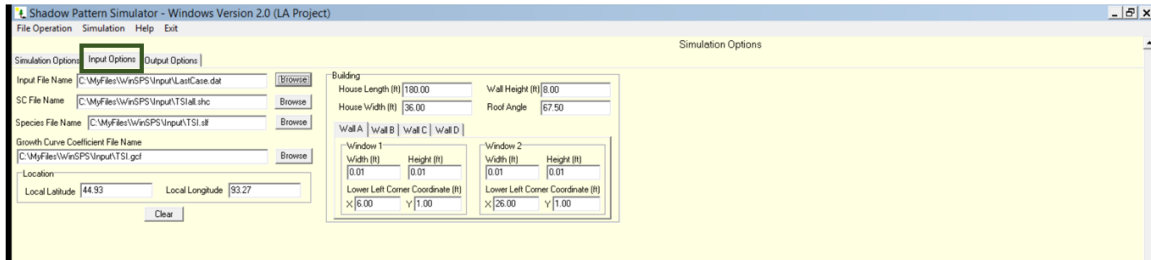 Shadow Pattern Simulator - Windows Version 2.0 (LA Project)
File Operation Simulation Help Exit
Simulation Options
Simulation Options Input Options Output Options
Input File Name C:\MyFiles\WinSPS\Input\LastCase.dat Browse
SC File Name C:\MyFiles\WinSPS\Input\TSIall.shc Browse
Species File Name C:\MyFiles\WinSPS\Input\TSI.slf Browse
Growth Curve Coefficient File Name
C:\MyFiles\WinSPS\Input\TSI.gcf Browse
Location
Local Latitude 44.93 Local Longitude 93.27
Clear
Building
House Length (ft) 180.00 Wall Height (ft) 8.00
House Width (ft) 36.00 Roof Angle 67.50
Wall A Wall B Wall C Wall D
Window 1
Width (ft) Height (ft)
0.01 0.01
Lower Left Corner Coordinate (ft)
X 6.00 Y 1.00
Window 2
Width (ft) Height (ft)
0.01 0.01
Lower Left Corner Coordinate (ft)
X 26.00 Y 1.00